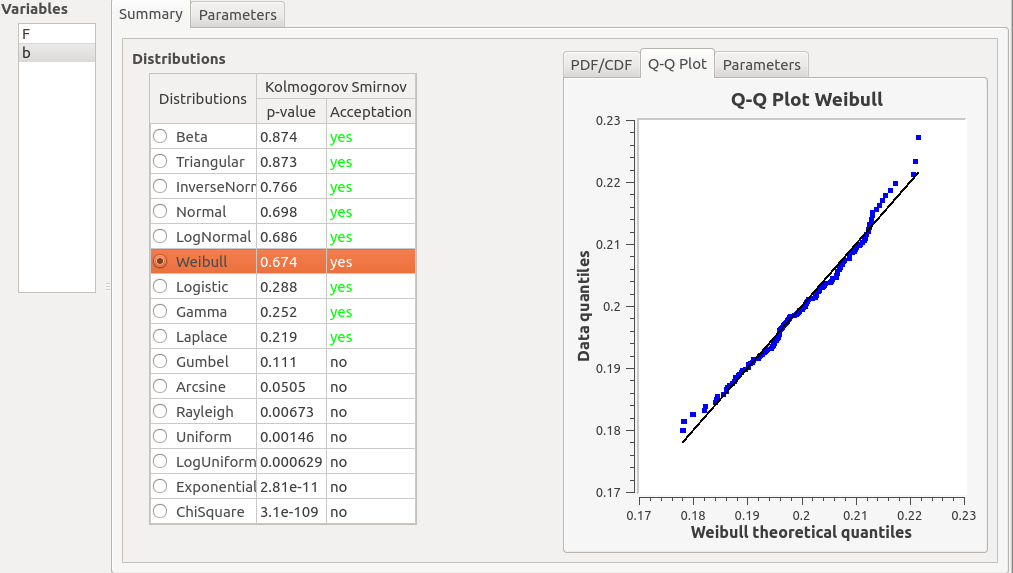 Variables
F
b
Summary
Parameters
Distributions
Distributions
Kolmogorov Smirnov
p-value
Acceptation
Beta 0.874 yes
Triangular 0.873 yes
InverseNorr 0.766 yes
Normal 0.698 yes
LogNormal 0.686 yes
Weibull 0.674 yes
Logistic 0.288 yes
Gamma 0.252 yes
Laplace 0.219 yes
Gumbel 0.111 no
Arcsine 0.0505 no
Rayleigh 0.00673 no
Uniform 0.00146 no
LogUniform 0.000629 no
Exponential 2.81e-11 no
ChiSquare 3.1e-109 no
PDF/CDF
Q-Q Plot
Parameters
Q-Q Plot Weibull
0.23
0.22
0.21
0.2
0.19
0.18
0.17
Data quantiles
0.17 0.18 0.19 0.2 0.21 0.22 0.23
Weibull theoretical quantiles